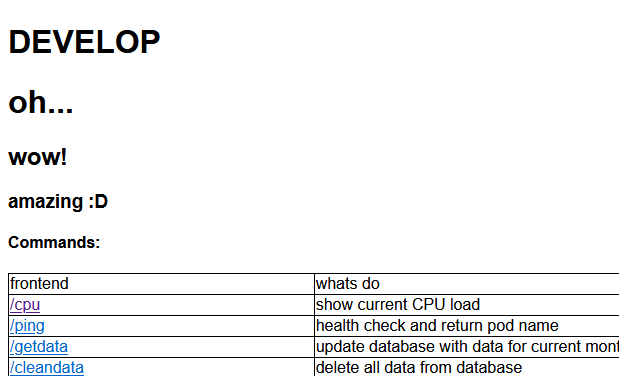 DEVELOP
oh...
wow!
amazing :D
Commands:
frontend whats do
/cpu show current CPU load
/ping health check and return pod name
/getdata update database with data for current
/cleandata delete all data from database